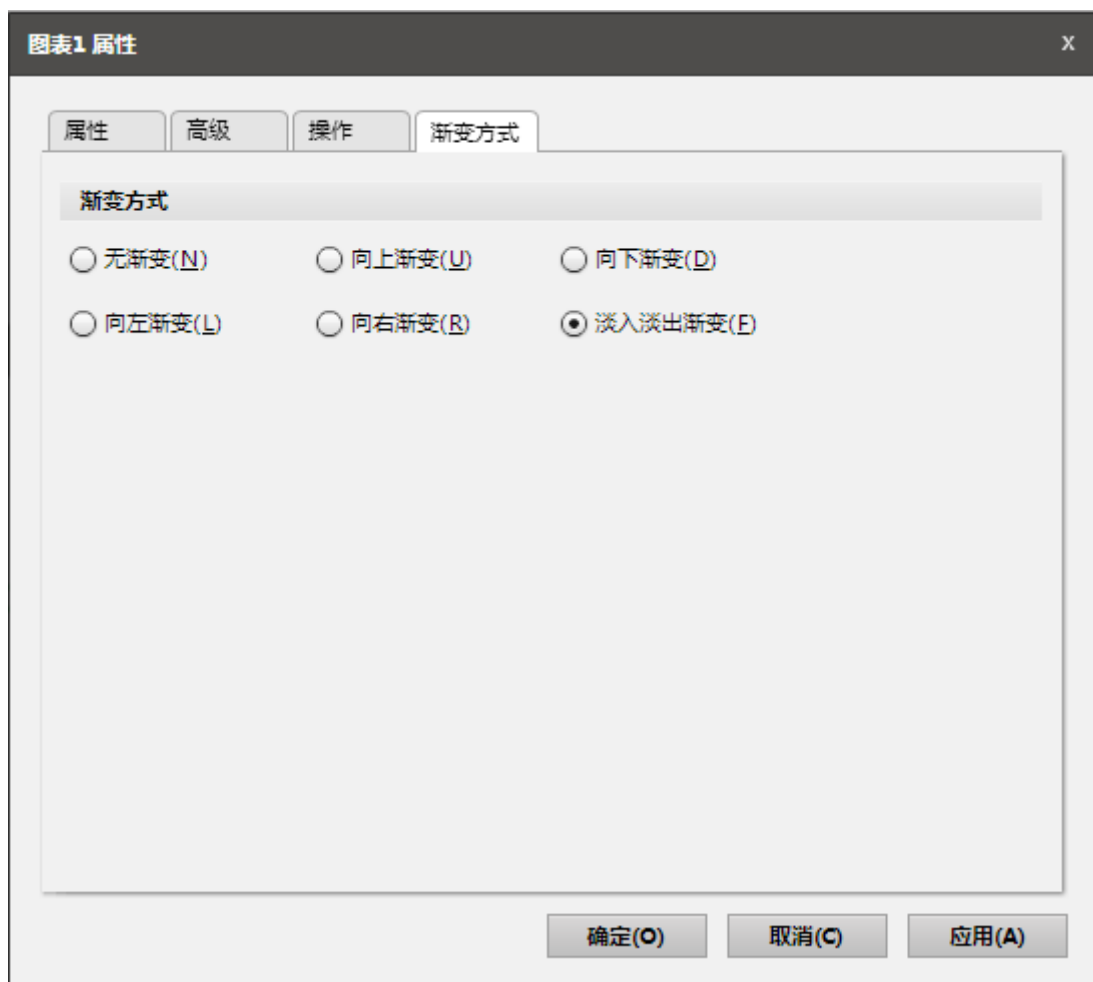 图表1 属性 x
属性 高级 操作 渐变方式
渐变方式
无渐变(N) 向上渐变(U) 向下渐变(D)
向左渐变(L) 向右渐变(R) 淡入淡出渐变(F)
确定(O) 取消(C) 应用(A)